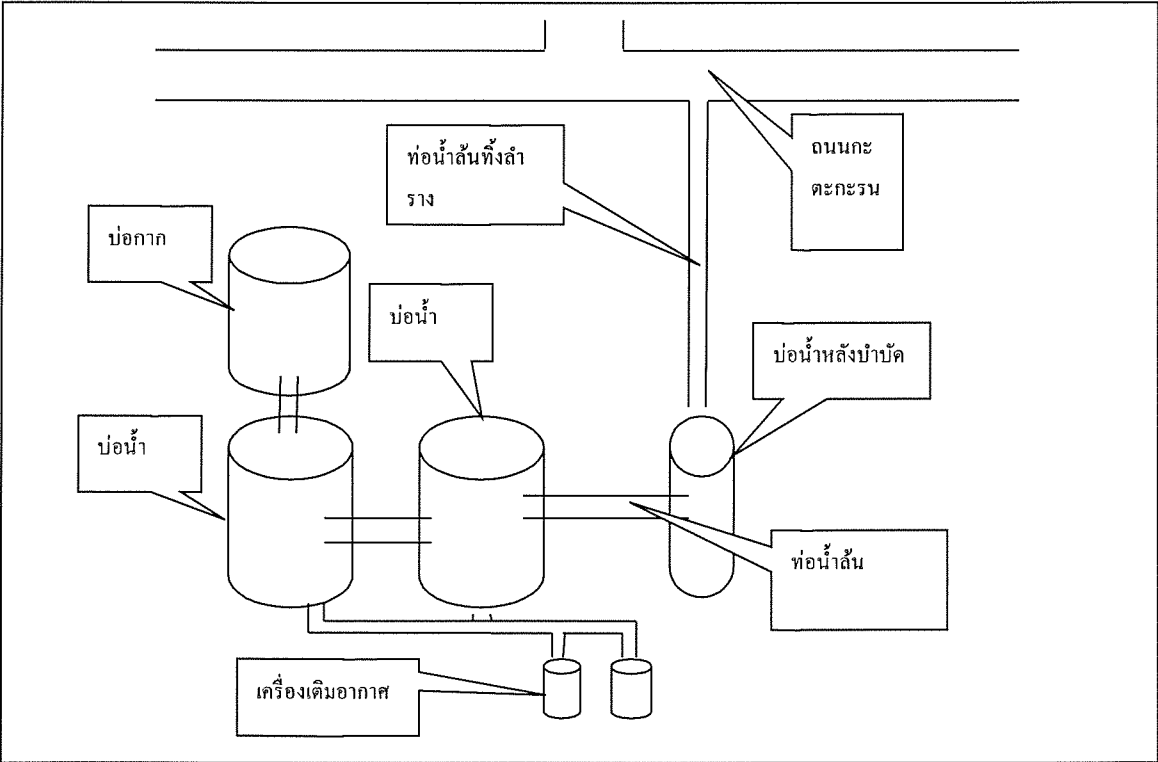 ท่อน้ำล้นทิ้งลำ
ราง
ถนนกะ
ตะกะรน
บ่อกาก
บ่อน้ำ
บ่อน้ำหลังบำบัด
บ่อน้ำ
ท่อน้ำล้น
เครื่องเติมอากาศ